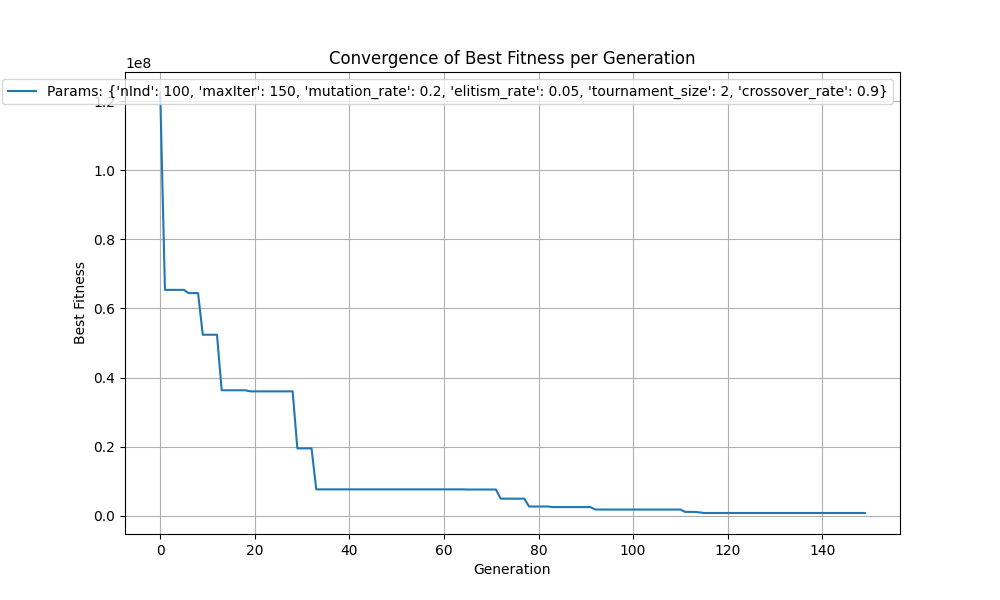 Convergence of Best Fitness per Generation
1e8
Params: {'nInd': 100, 'maxIter': 150, 'mutation_rate': 0.2, 'elitism_rate': 0.05, 'tournament_size': 2, 'crossover_rate': 0.9}
1.2
1.0
0.8
0.6
0.4
0.2
0.0
Best Fitness
0 20 40 60 80 100 120 140
Generation